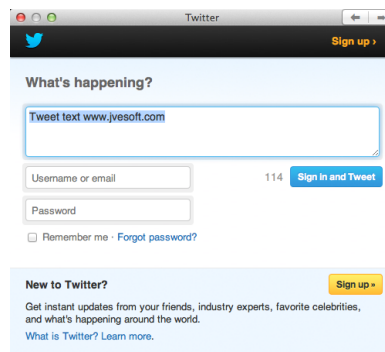 Twitter
Sign up ›
What's happening?
Tweet text www.jvesoft.com
Username or email
114 Sign In and Tweet
Password
Remember me · Forgot password?
New to Twitter?
Sign up »
Get instant updates from your friends, industry experts, favorite celebrities,
and what's happening around the world.
What is Twitter? Learn more.